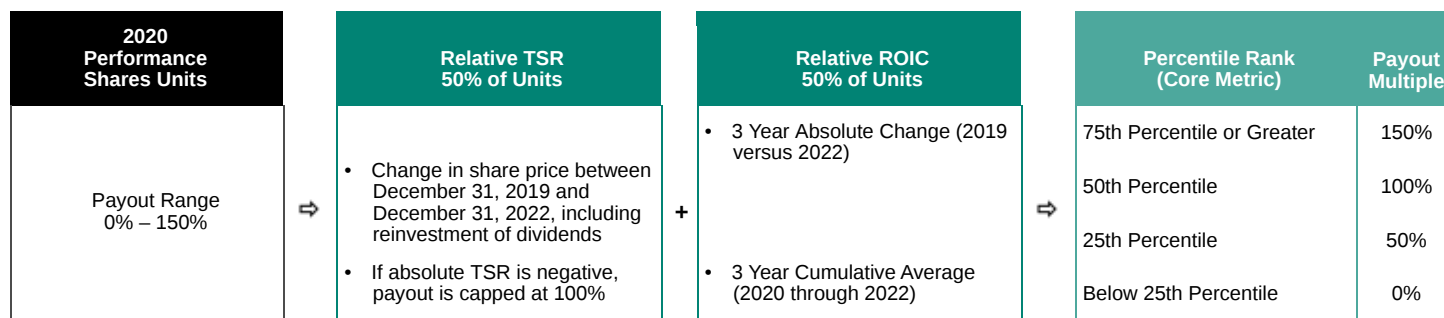 2020
Performance
Shares Units
Payout Range
0% – 150%
⇨
Relative TSR
50% of Units
• Change in share price between
December 31, 2019 and
December 31, 2022, including
reinvestment of dividends
• If absolute TSR is negative,
payout is capped at 100%
+
Relative ROIC
50% of Units
• 3 Year Absolute Change (2019
versus 2022)
• 3 Year Cumulative Average
(2020 through 2022)
⇨
Percentile Rank
(Core Metric)
Payout
Multiple
75th Percentile or Greater 150%
50th Percentile 100%
25th Percentile 50%
Below 25th Percentile 0%